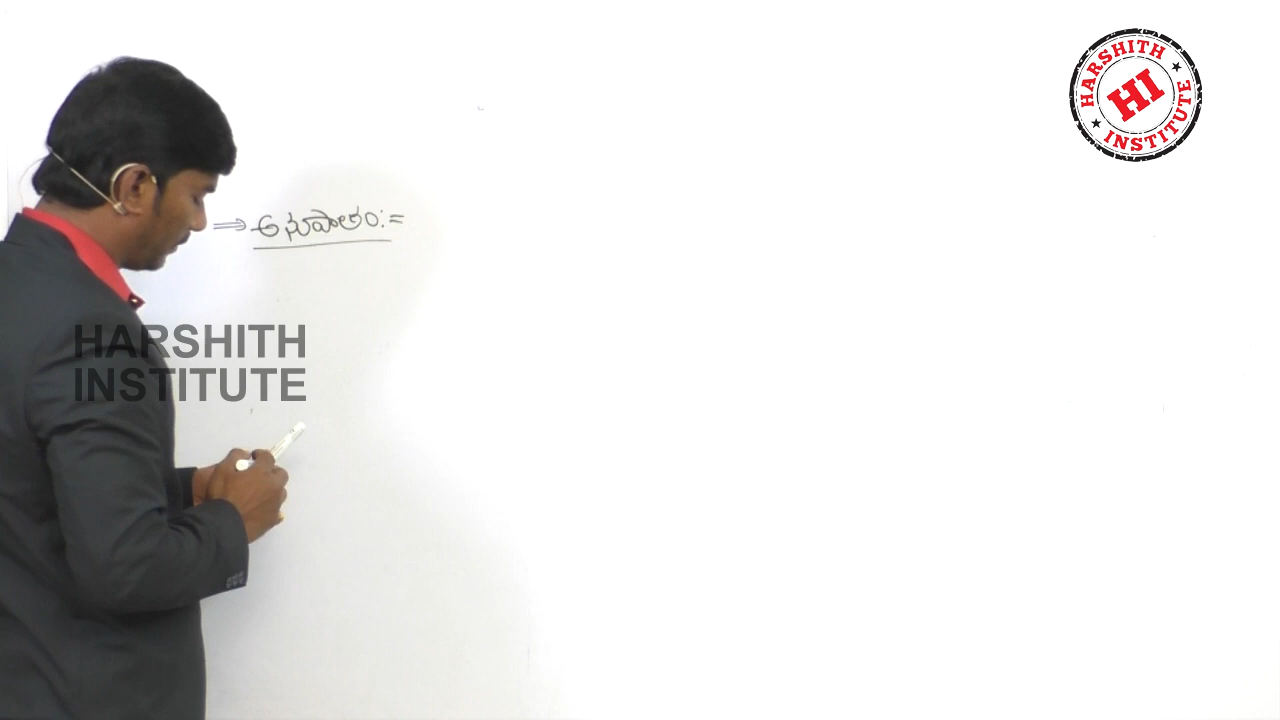 HARSHITH
HI
INSTITUTE
⇒ అనుపాతం:=
HARSHITH
INSTITUTE